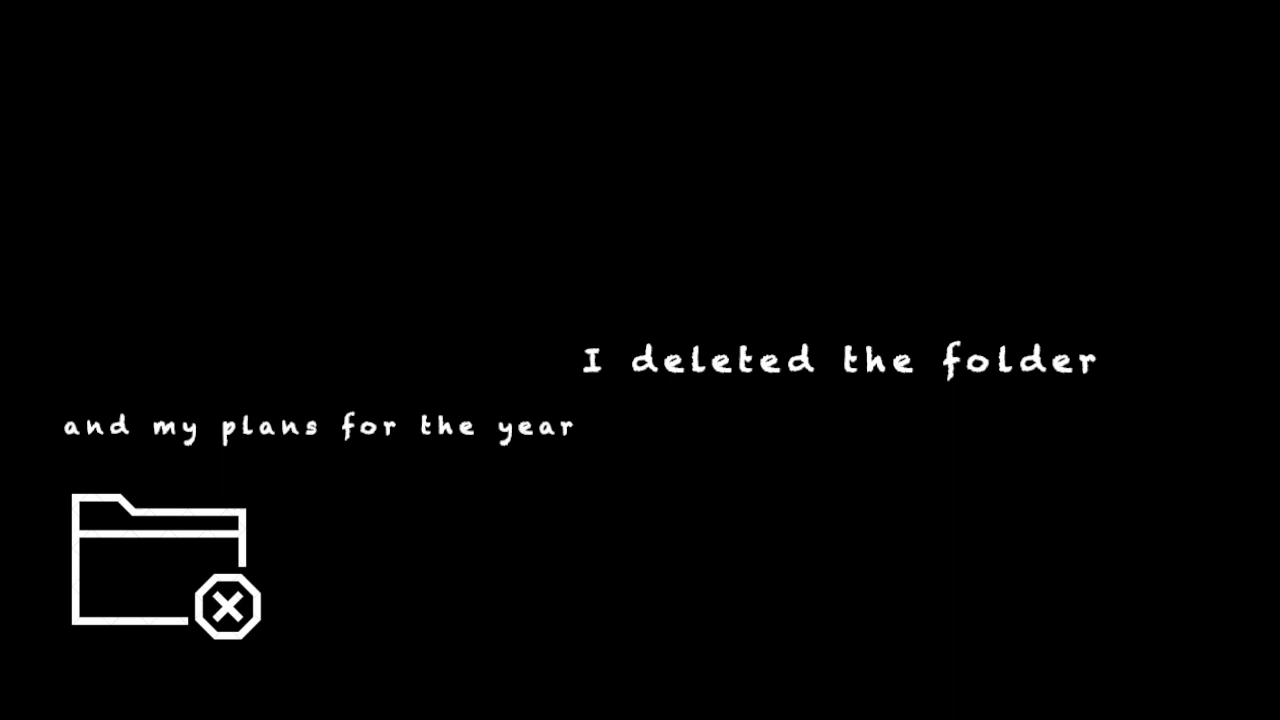 I deleted the folder
and my plans for the year